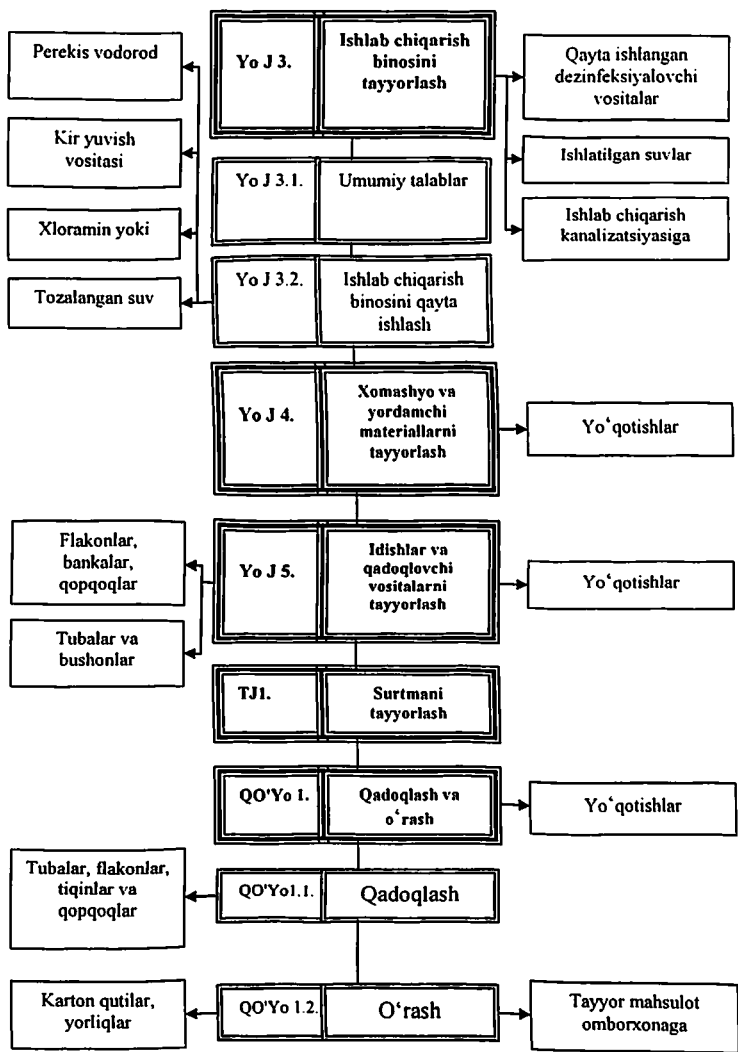 Perekis vodorod
Yo J 3.
Ishlab chiqarish
binosini
tayyorlash
Qayta ishlangan
dezinfeksiyalovchi
vositalar
Kir yuvish
vositasi
Ishlatilgan suvlar
Yo J 3.1.
Umumiy talablar
Xloramin yoki
Ishlab chiqarish
kanalizatsiyasiga
Tozalangan suv
Yo J 3.2.
Ishlab chiqarish
binosini qayta
ishlash
Yo J 4.
Xomashyo va
yordamchi
materiallarni
tayyorlash
Yo‘qotishlar
Flakonlar,
bankalar,
qopqoqlar
Yo J 5.
Idishlar va
qadoqlovchi
vositalarni
tayyorlash
Yo‘qotishlar
Tubalar va
bushonlar
TJ1.
Surtmani
tayyorlash
QO'Yo 1.
Qadoqlash va
o‘rash
Yo‘qotishlar
Tubalar, flakonlar,
tiqinlar va
qopqoqlar
QO'Yo1.1.
Qadoqlash
Karton qutilar,
yorliqlar
QO'Yo 1.2.
O‘rash
Tayyor mahsulot
omborxonaga